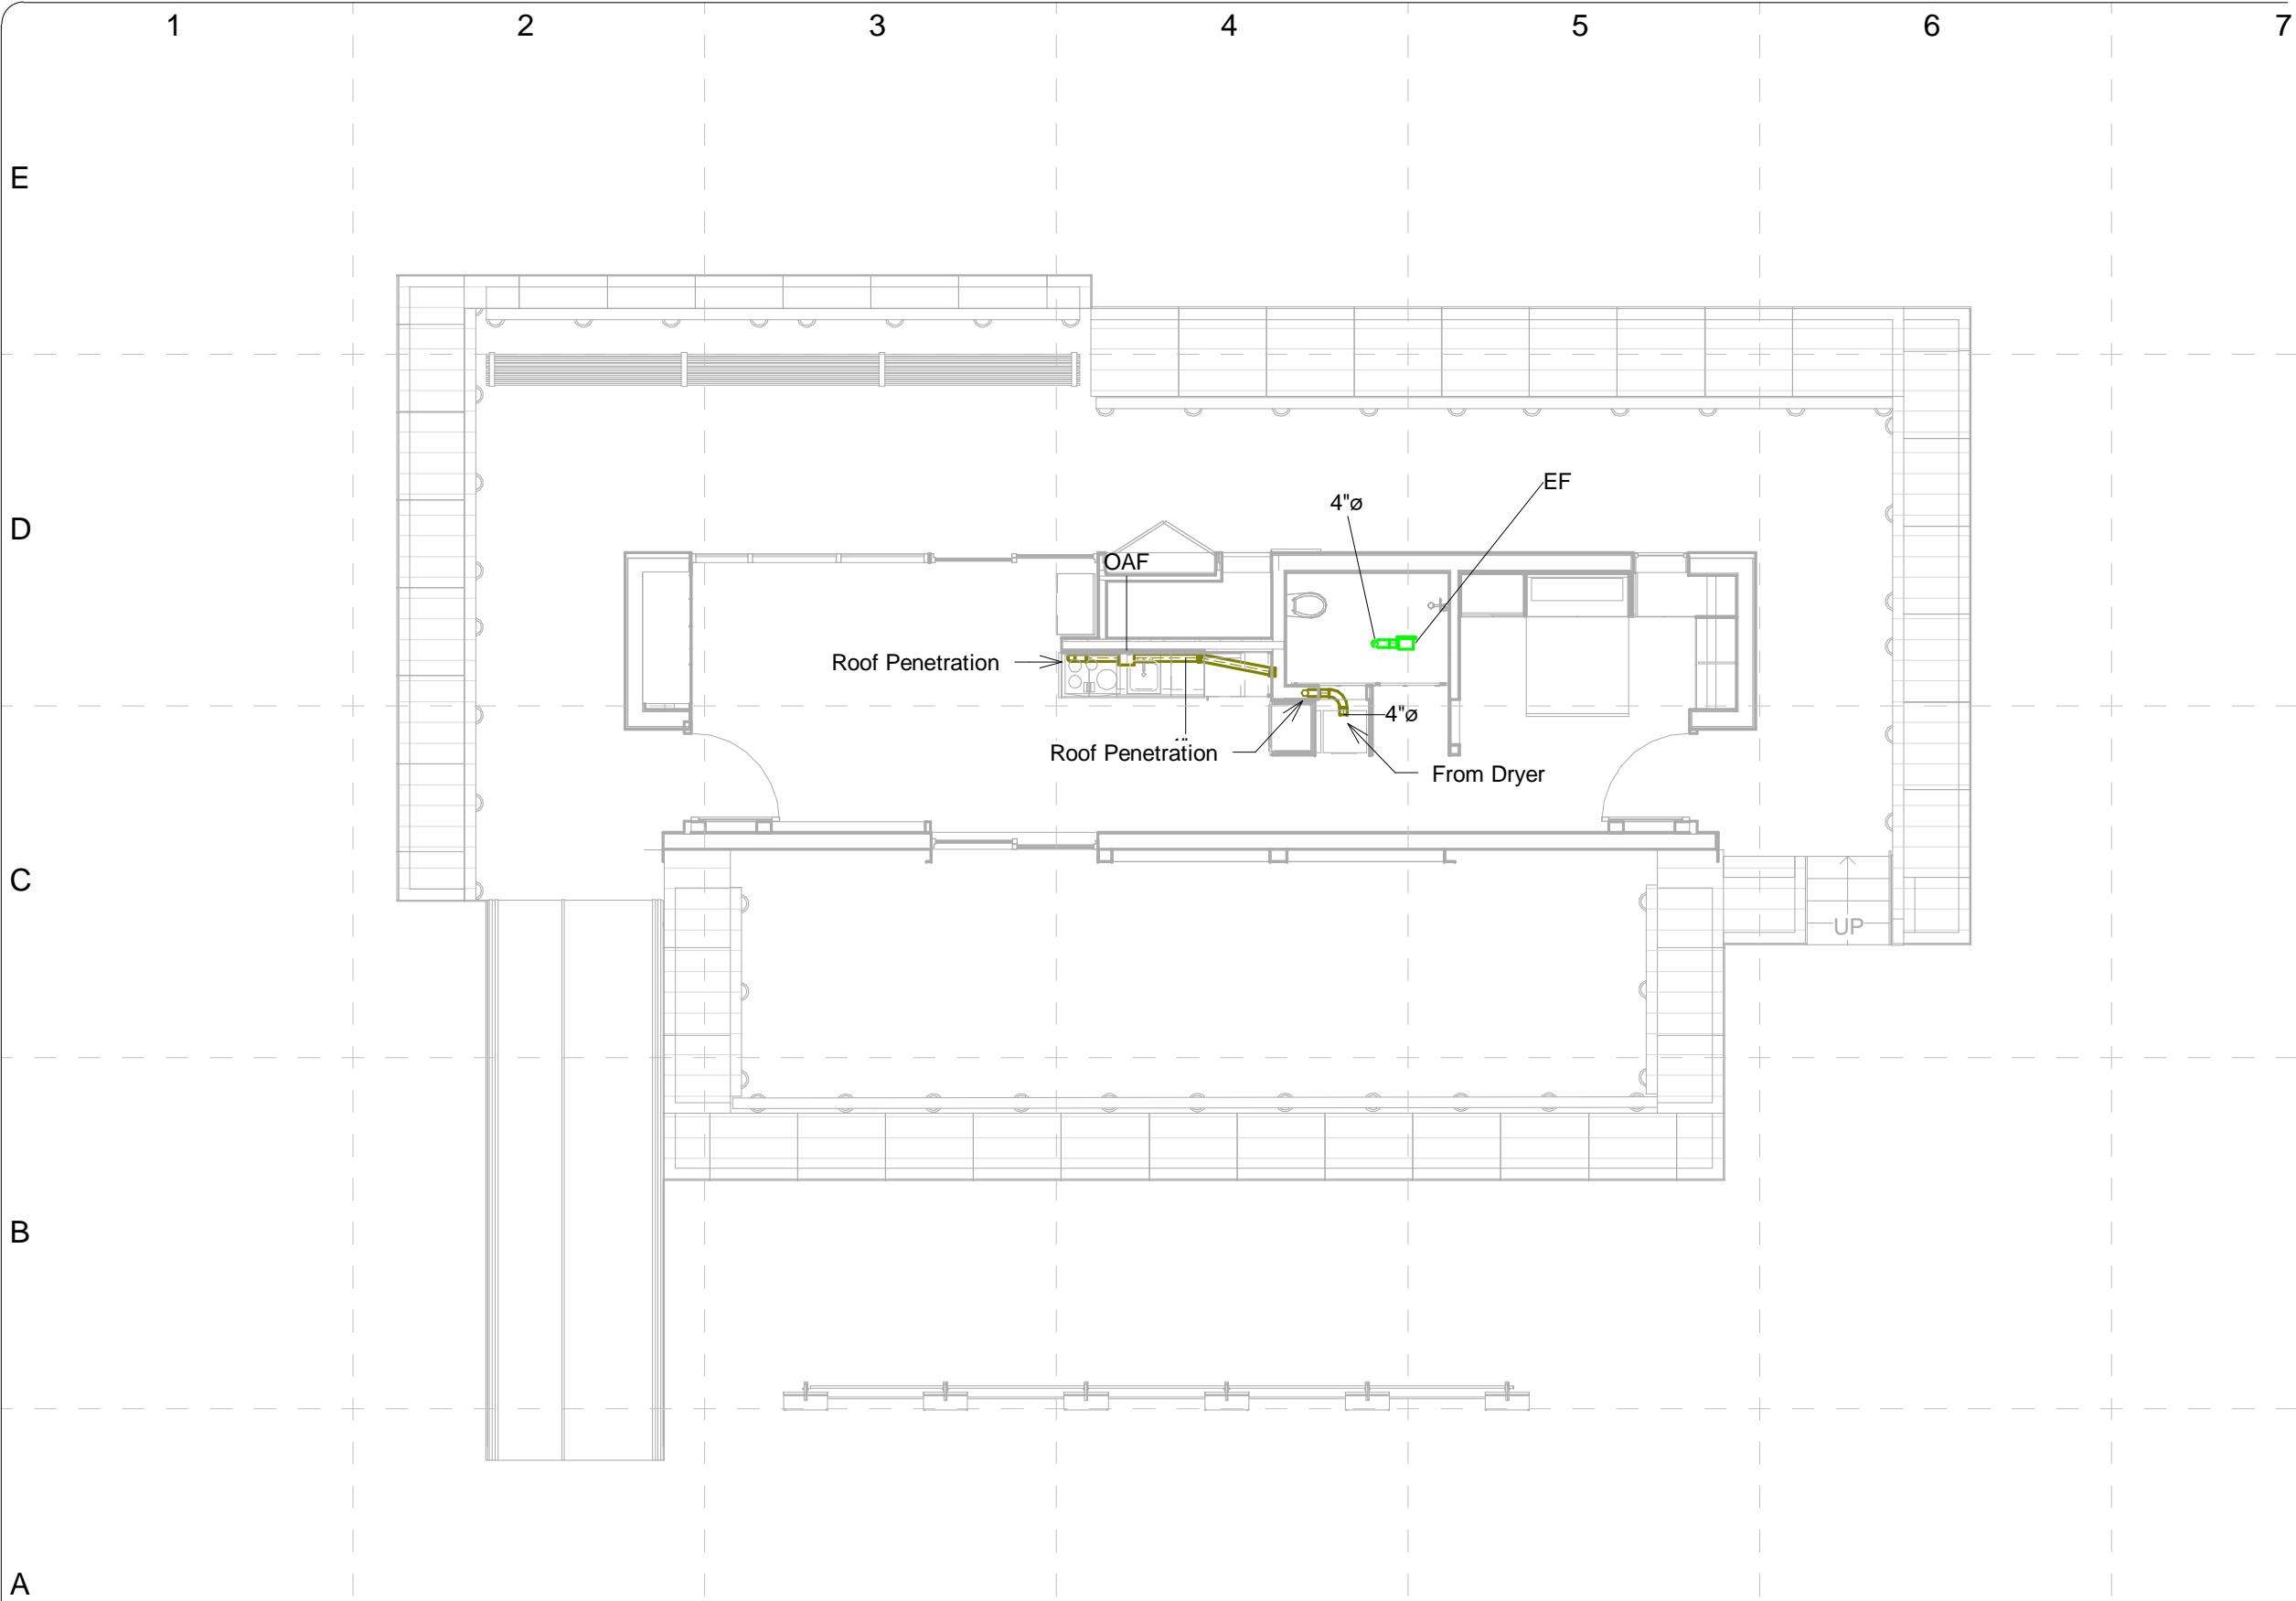 1 2 3 4 5 6 7
E
EF
4"ø
D
OAF
Roof Penetration
4"ø
Roof Penetration
From Dryer
C
UP
B
A